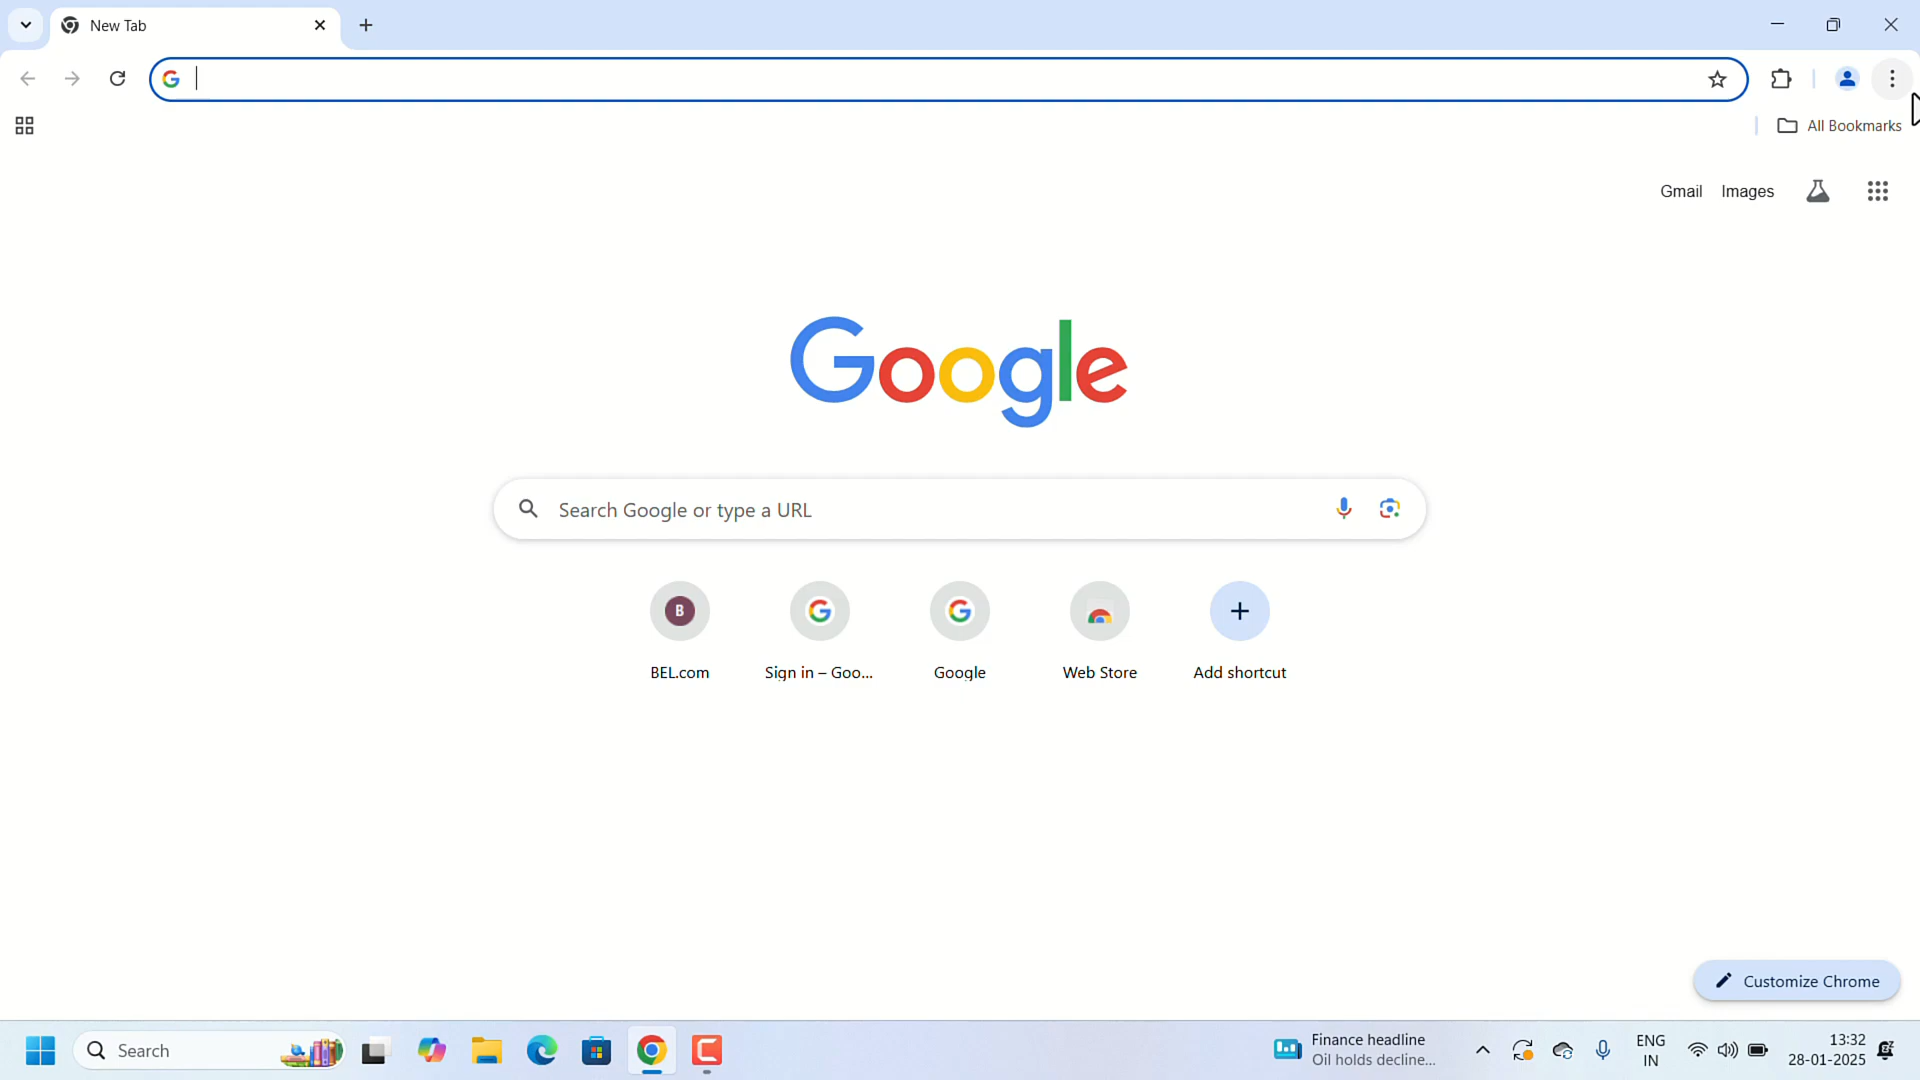 New Tab
All Bookmarks
Gmail Images
Google
Search Google or type a URL
B
BEL.com
Sign in – Goo...
Google
Web Store
Add shortcut
Customize Chrome
Search
Finance headline
Oil holds decline...
ENG
IN
13:32
28-01-2025